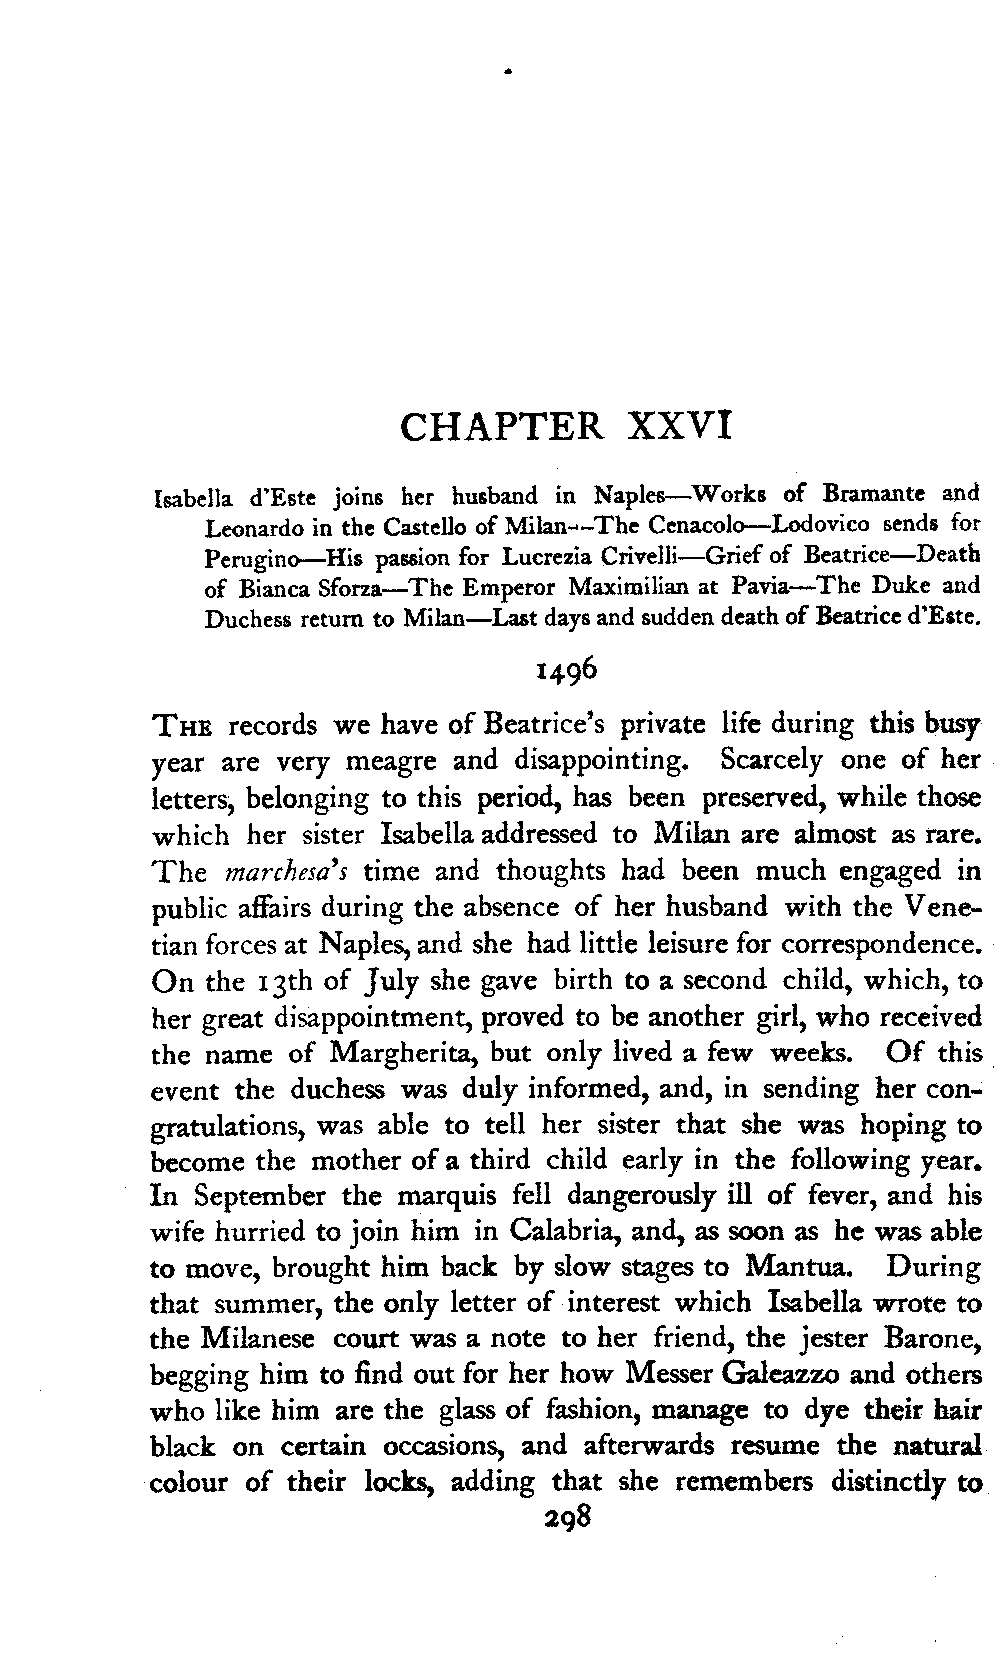 CHAPTER XXVI
Isabella d'Este joins her husband in Naples—Works of Bramante and
Leonardo in the Castello of Milan--The Cenacolo—Lodovico sends for
Perugino—His passion for Lucrezia Crivelli—Grief of Beatrice—Death
of Bianca Sforza—The Emperor Maximilian at Pavia—The Duke and
Duchess return to Milan—Last days and sudden death of Beatrice d'Este.
1496
THE records we have of Beatrice's private life during this busy
year are very meagre and disappointing. Scarcely one of her
letters, belonging to this period, has been preserved, while those
which her sister Isabella addressed to Milan are almost as rare.
The marchesa's time and thoughts had been much engaged in
public affairs during the absence of her husband with the Vene-
tian forces at Naples, and she had little leisure for correspondence.
On the 13th of July she gave birth to a second child, which, to
her great disappointment, proved to be another girl, who received
the name of Margherita, but only lived a few weeks. Of this
event the duchess was duly informed, and, in sending her con-
gratulations, was able to tell her sister that she was hoping to
become the mother of a third child early in the following year.
In September the marquis fell dangerously ill of fever, and his
wife hurried to join him in Calabria, and, as soon as he was able
to move, brought him back by slow stages to Mantua. During
that summer, the only letter of interest which Isabella wrote to
the Milanese court was a note to her friend, the jester Barone,
begging him to find out for her how Messer Galeazzo and others
who like him are the glass of fashion, manage to dye their hair
black on certain occasions, and afterwards resume the natural
colour of their locks, adding that she remembers distinctly to
298